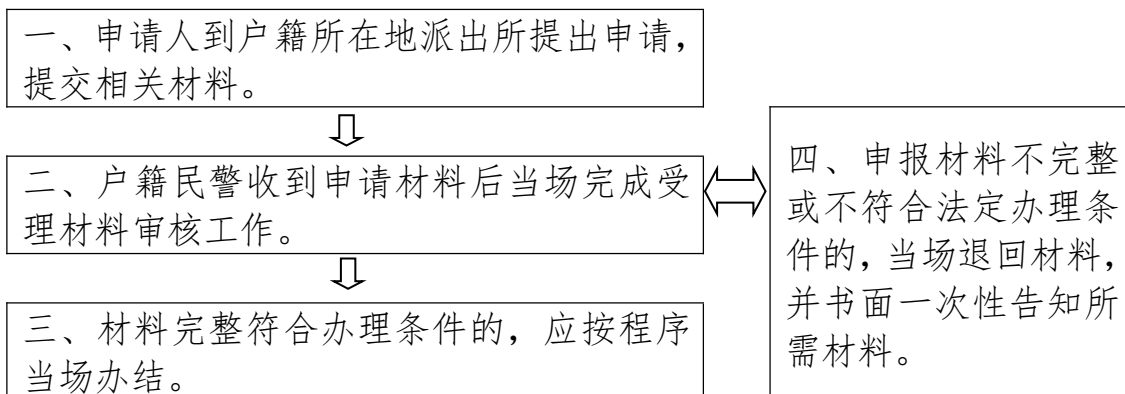 一、申请人到户籍所在地派出所提出申请，
提交相关材料。
二、户籍民警收到申请材料后当场完成受
理材料审核工作。
三、材料完整符合办理条件的，应按程序
当场办结。
四、申报材料不完整
或不符合法定办理条
件的，当场退回材料，
并书面一次性告知所
需材料。